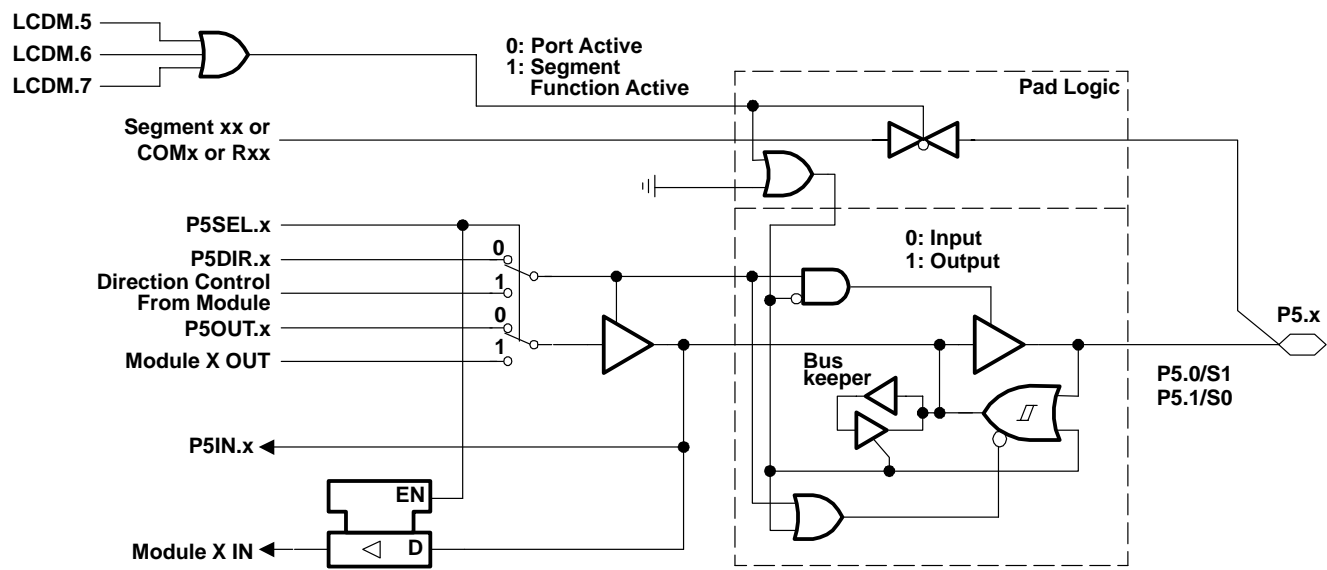 LCDM.5
LCDM.6
LCDM.7
0: Port Active
1: Segment
Function Active
Pad Logic
Segment xx or
COMx or Rxx
P5SEL.x
0
P5DIR.x
Direction Control
From Module
1
0
P5OUT.x
1
Module X OUT
0: Input
1: Output
P5.x
Bus
keeper
P5.0/S1
P5.1/S0
P5IN.x
EN
Module X IN
D